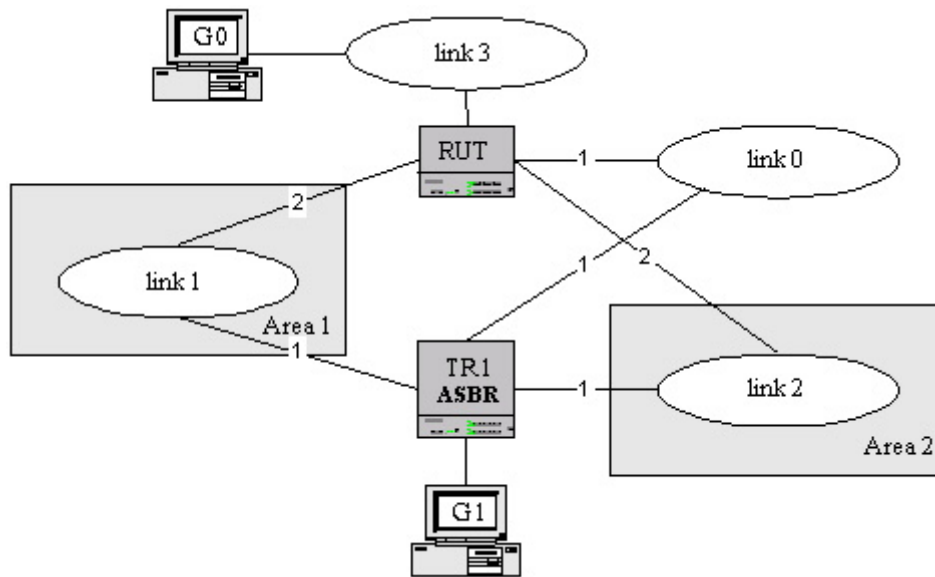 G0
link 3
RUT
1
link 0
2
link 1
1
2
Area 1
1
TR1
ASBR
1
link 2
Area 2
G1